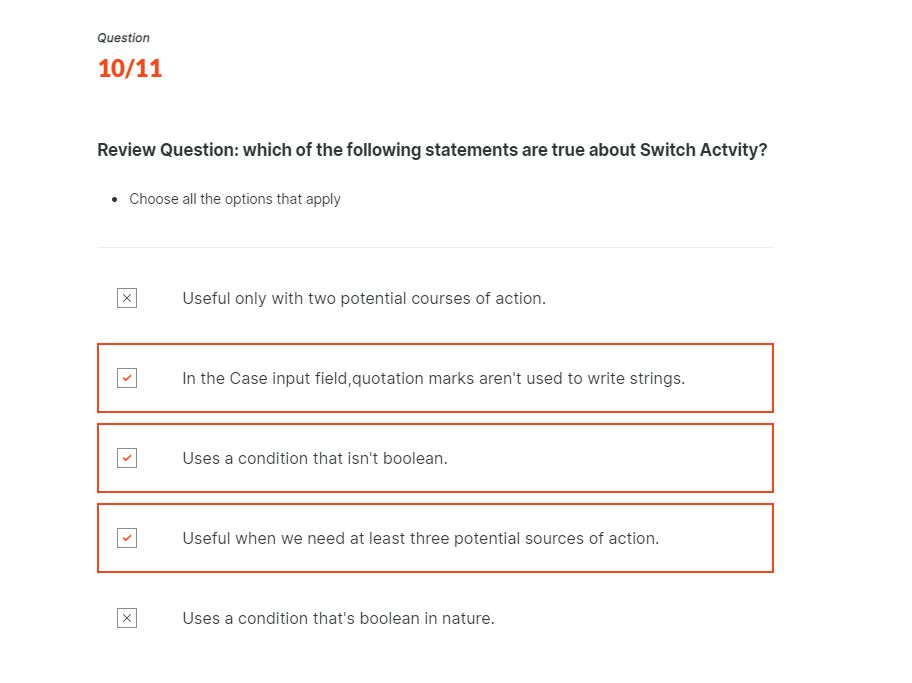 Question
10/11
Review Question: which of the following statements are true about Switch Actvity?
Choose all the options that apply
Useful only with two potential courses of action.
In the Case input field,quotation marks aren't used to write strings.
Uses a condition that isn't boolean.
Useful when we need at least three potential sources of action.
Uses a condition that's boolean in nature.